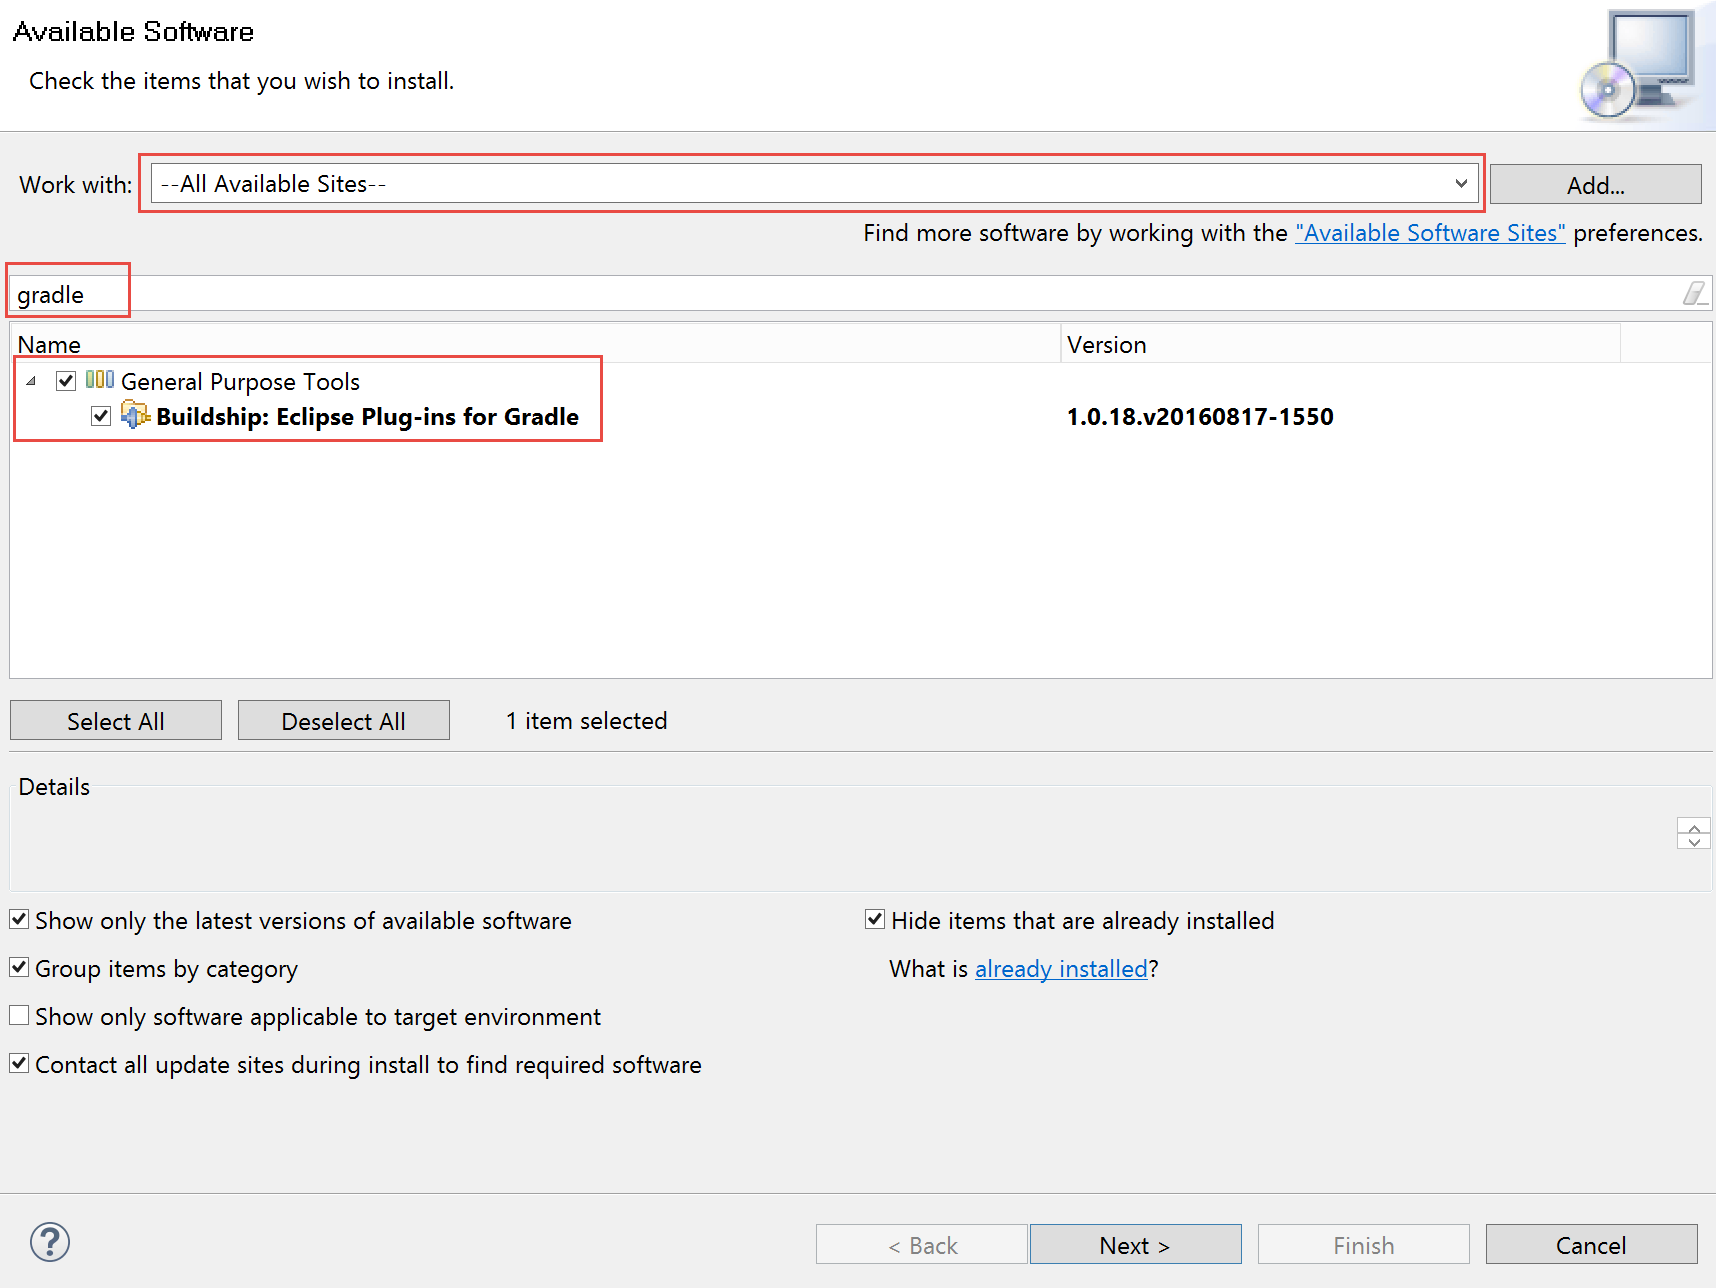 Available Software
Check the items that you wish to install.
Work with: --All Available Sites-- Add...
Find more software by working with the "Available Software Sites" preferences.
gradle
Name Version
General Purpose Tools
Buildship: Eclipse Plug-ins for Gradle 1.0.18.v20160817-1550
Select All Deselect All 1 item selected
Details
Show only the latest versions of available software Hide items that are already installed
Group items by category What is already installed?
Show only software applicable to target environment
Contact all update sites during install to find required software
? < Back Next > Finish Cancel